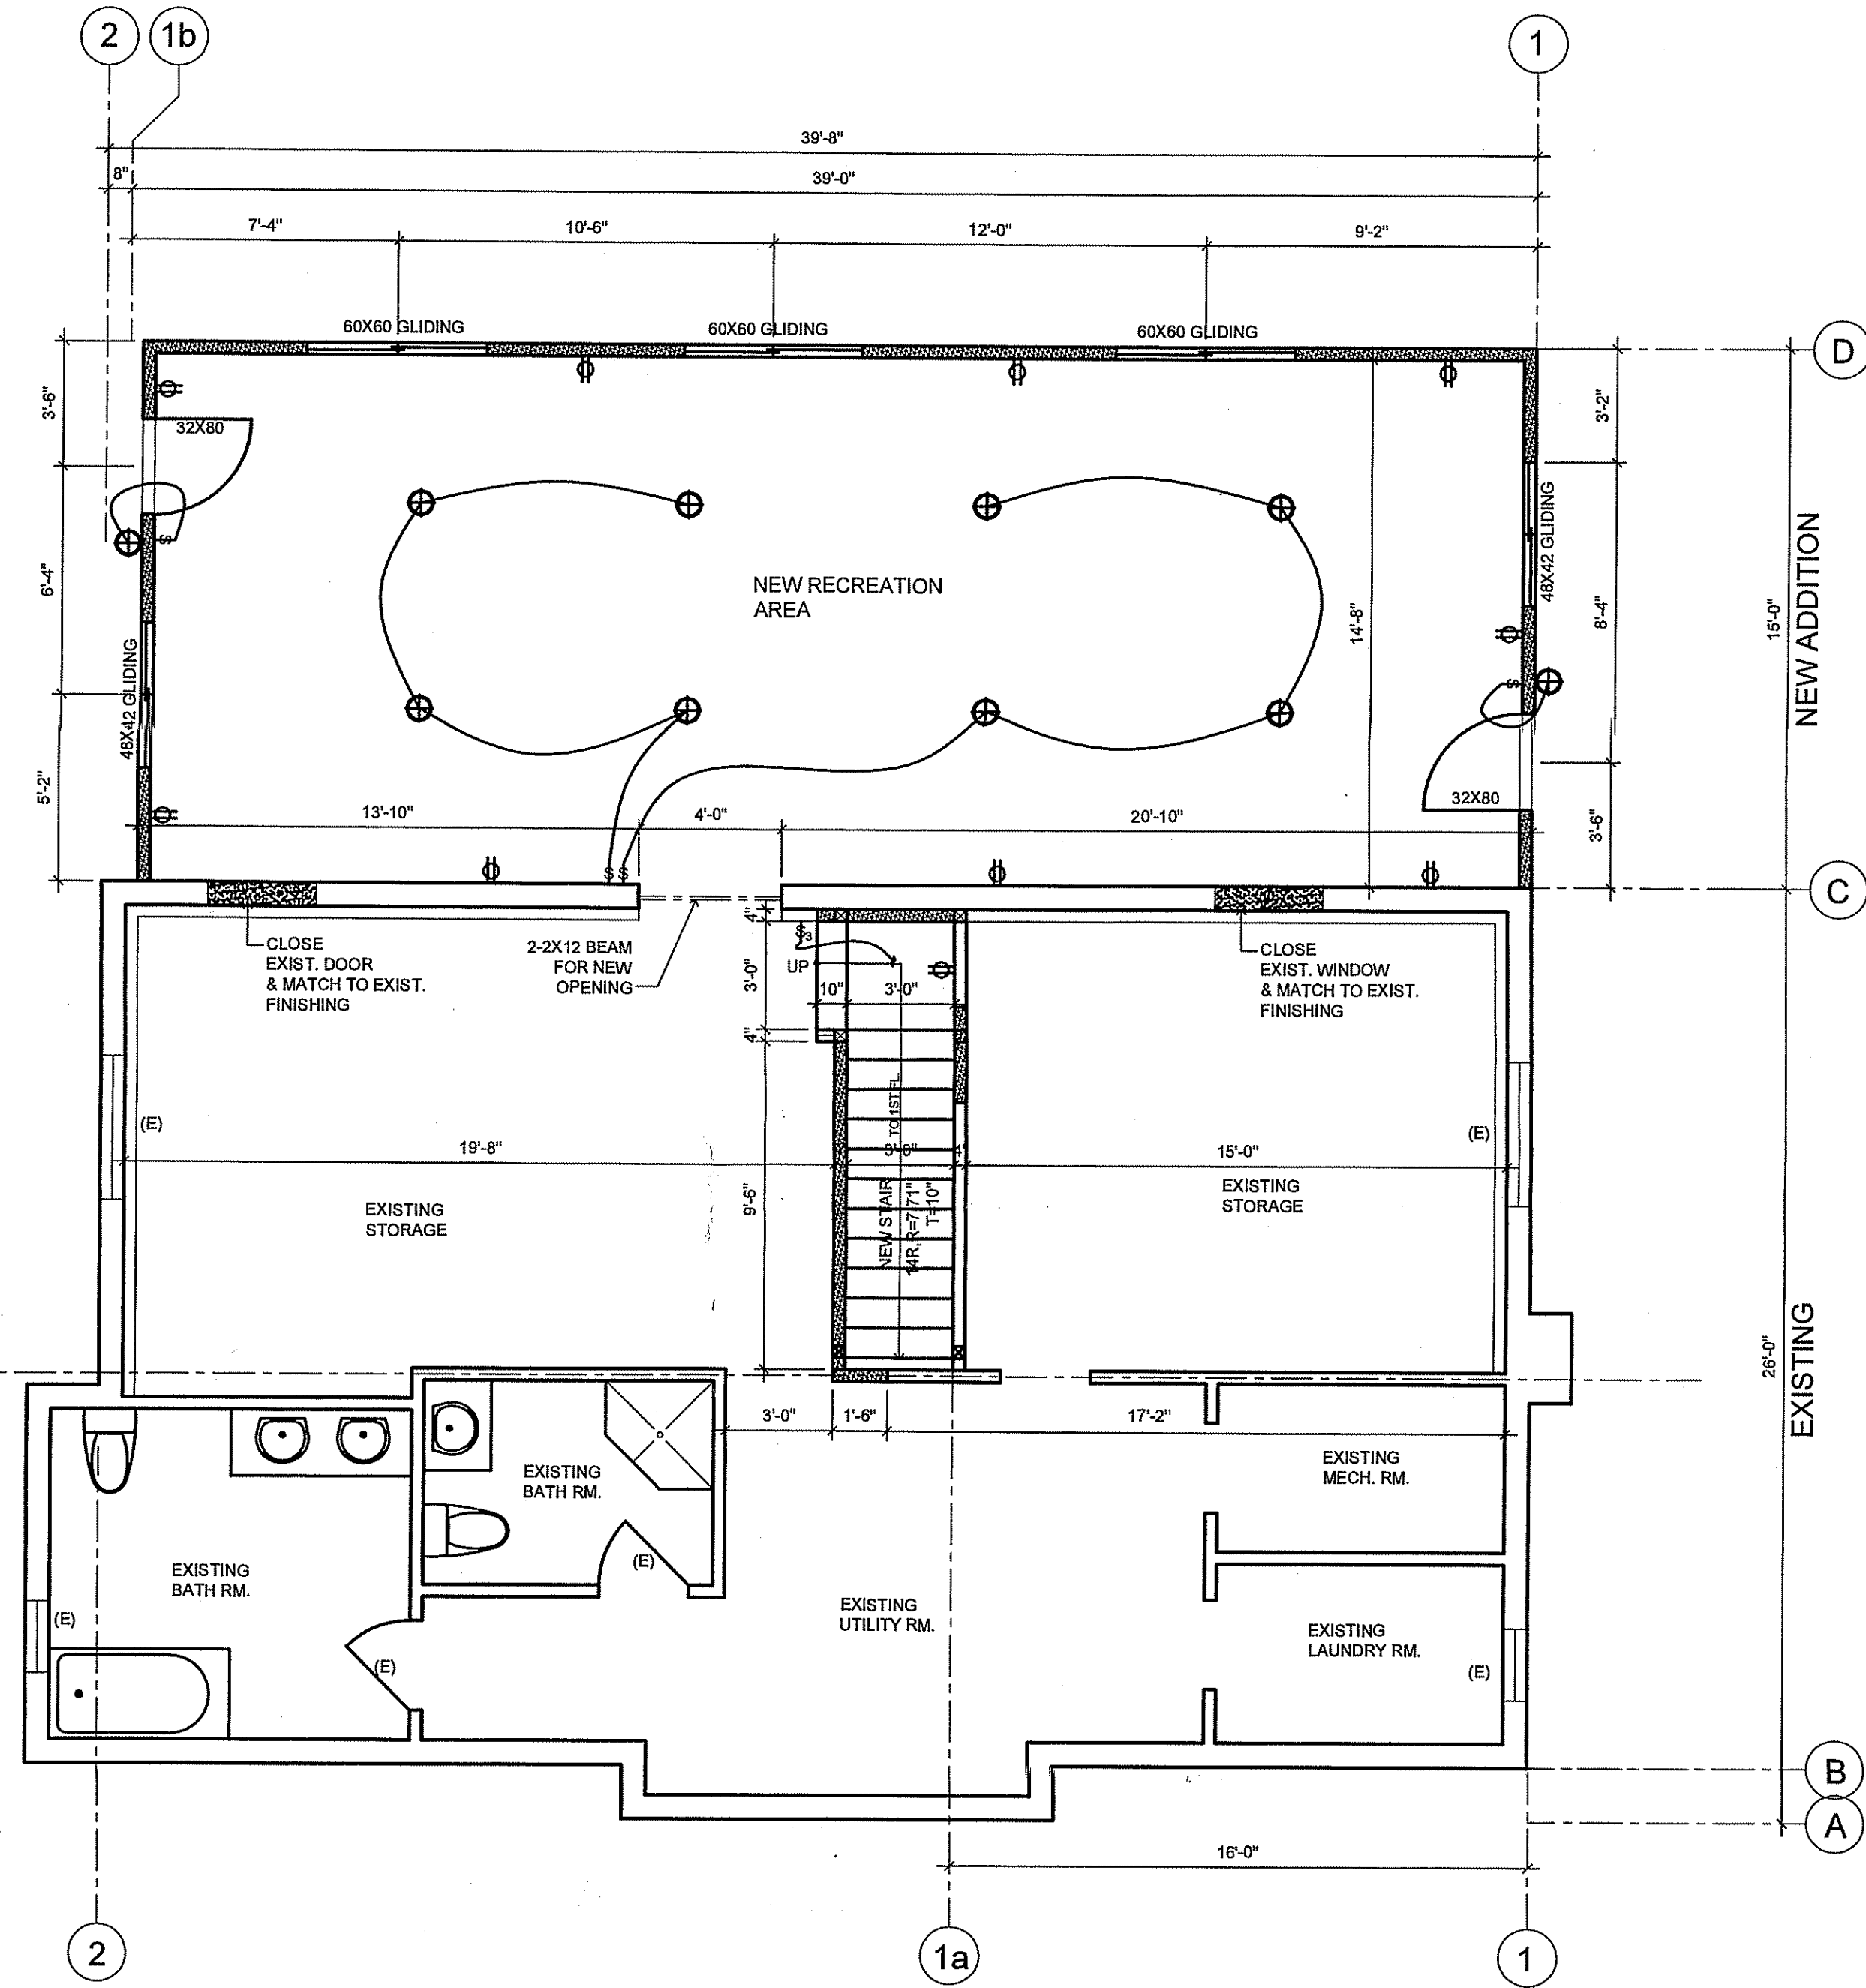 2
1b
1
39'-8"
8"
39'-0"
7'-4"
10'-6"
12'-0"
9'-2"
60X60 GLIDING
60X60 GLIDING
60X60 GLIDING
D
3'-6"
3'-2"
32X80
48X42 GLIDING
6'-4"
NEW RECREATION
AREA
14'-8"
8'-4"
15'-0"
NEW ADDITION
48X42 GLIDING
5'-2"
13'-10"
4'-0"
20'-10"
32X80
3'-6"
C
4"
CLOSE
EXIST. DOOR
& MATCH TO EXIST.
FINISHING
2-2X12 BEAM
FOR NEW
OPENING
3'-0"
4"
UP
10"
3'-0"
CLOSE
EXIST. WINDOW
& MATCH TO EXIST.
FINISHING
(E)
(E)
19'-8"
15'-0"
9'-6"
NEW STAIR TO 1ST FL.
14R, R=7.71"
T=10"
EXISTING
STORAGE
EXISTING
STORAGE
26'-0"
EXISTING
3'-0"
1'-6"
17'-2"
EXISTING
BATH RM.
EXISTING
MECH. RM.
(E)
EXISTING
BATH RM.
(E)
EXISTING
UTILITY RM.
EXISTING
LAUNDRY RM.
(E)
(E)
B
A
16'-0"
2
1a
1